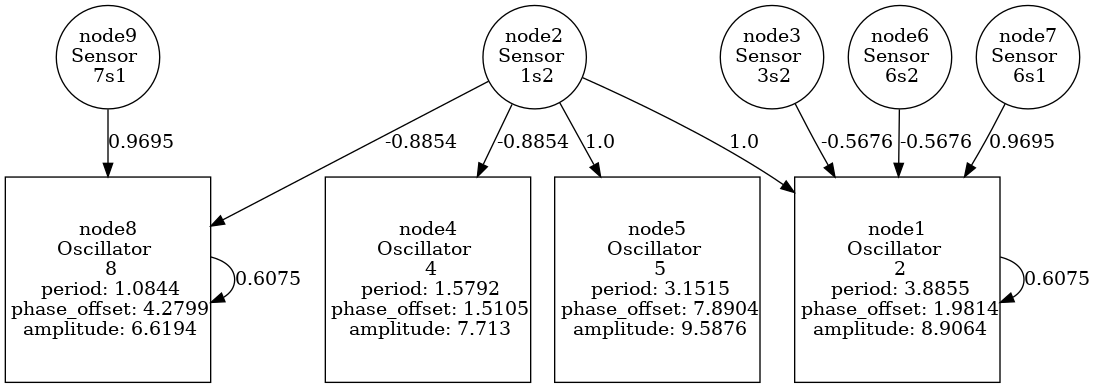 node9
Sensor
7s1
node2
Sensor
1s2
node3
Sensor
3s2
node6
Sensor
6s2
node7
Sensor
6s1
0.9695
-0.8854
-0.8854
1.0
1.0
-0.5676
-0.5676
0.9695
node8
Oscillator
8
period: 1.0844
phase_offset: 4.2799
amplitude: 6.6194
0.6075
node4
Oscillator
4
period: 1.5792
phase_offset: 1.5105
amplitude: 7.713
node5
Oscillator
5
period: 3.1515
phase_offset: 7.8904
amplitude: 9.5876
node1
Oscillator
2
period: 3.8855
phase_offset: 1.9814
amplitude: 8.9064
0.6075